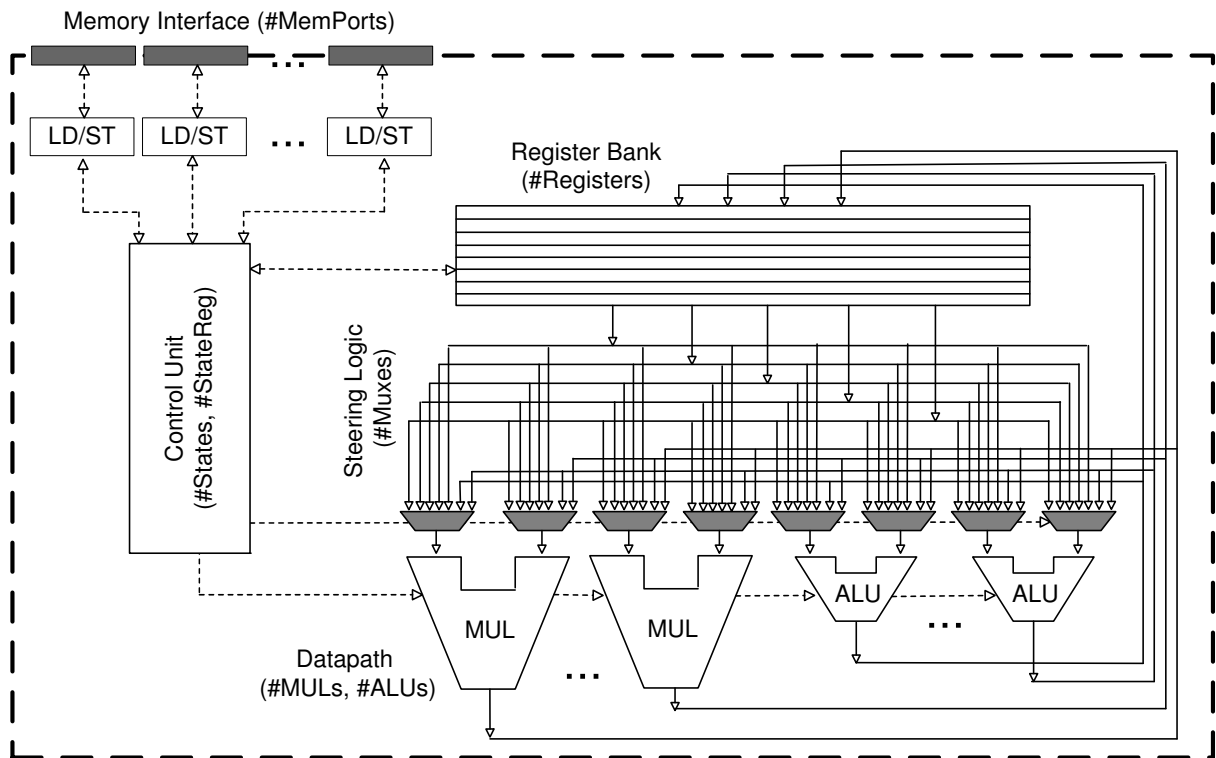 Memory Interface (#MemPorts)
...
LD/ST LD/ST ... LD/ST
Register Bank
(#Registers)
Control Unit
(#States, #StateReg)
Steering Logic
(#Muxes)
MUL MUL ALU ALU
...
Datapath
(#MULs, #ALUs)
...